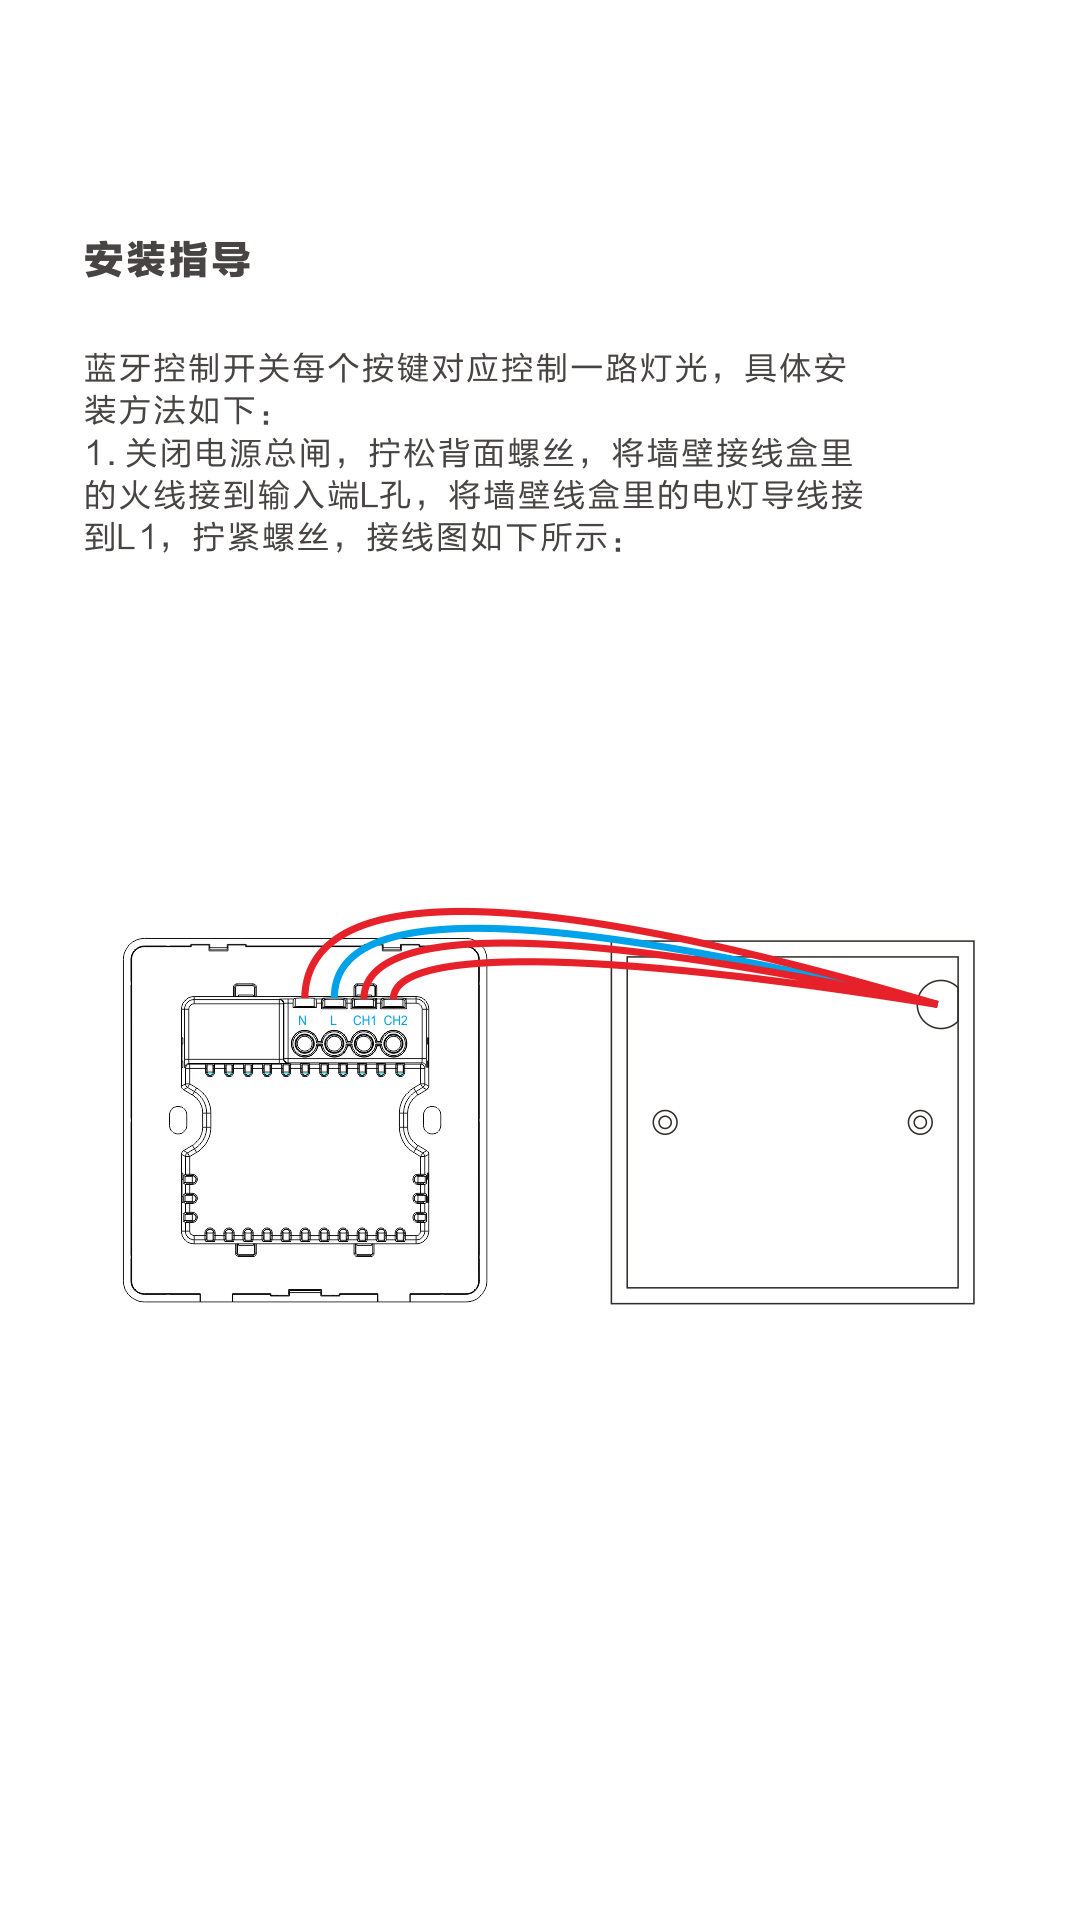 安装指导
蓝牙控制开关每个按键对应控制一路灯光，具体安
装方法如下：
1.关闭电源总闸，拧松背面螺丝，将墙壁接线盒里
的火线接到输入端L孔，将墙壁线盒里的电灯导线接
到L1，拧紧螺丝，接线图如下所示：
N L CH1 CH2